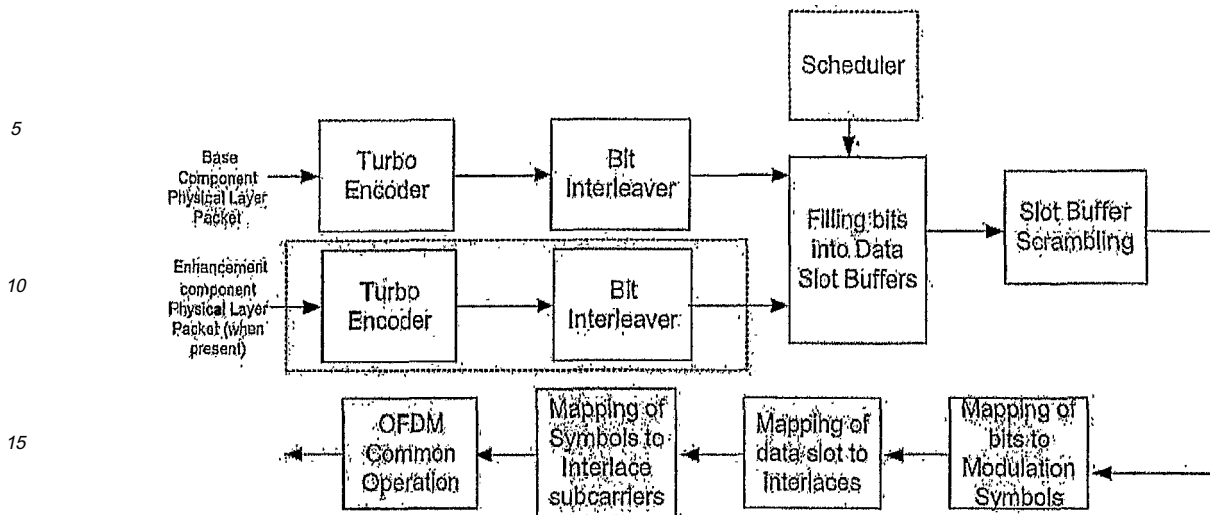 Scheduler
5
Base
Component
Physical Layer
Packet
Turbo
Encoder
Bit
Interleaver
Filling bits
into Data
Slot Buffers
Slot Buffer
Scrambling
10
Enhancement
component
Physical Layer
Packet (when
present)
Turbo
Encoder
Bit
Interleaver
15
OFDM
Common
Operation
Mapping of
Symbols to
Interlace
subcarriers
Mapping of
data slot to
Interlaces
Mapping of
bits to
Modulation
Symbols